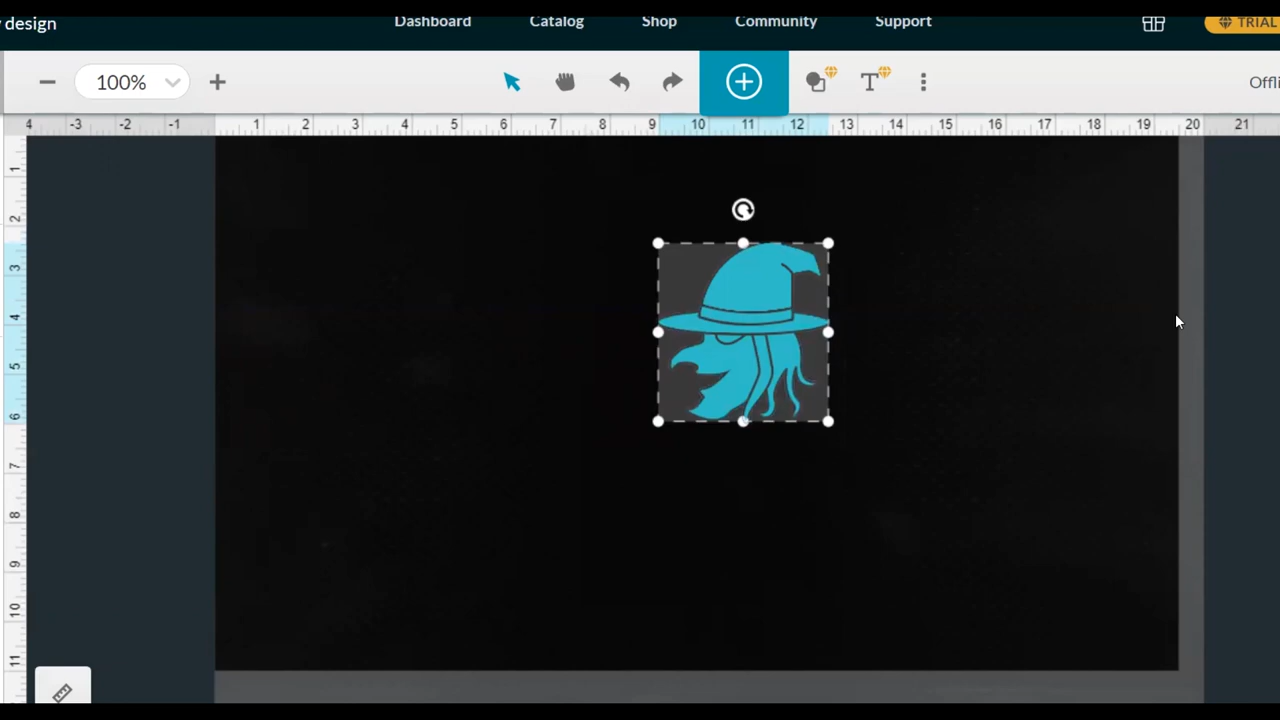 design
Dashboard
Catalog
Shop
Community
Support
TRIAL
100%
T
Offli
4 -3 -2 -1 1 2 3 4 5 6 7 8 9 10 11 12 13 14 15 16 17 18 19 20 21
1
2
3
4
5
6
7
8
9
10
11